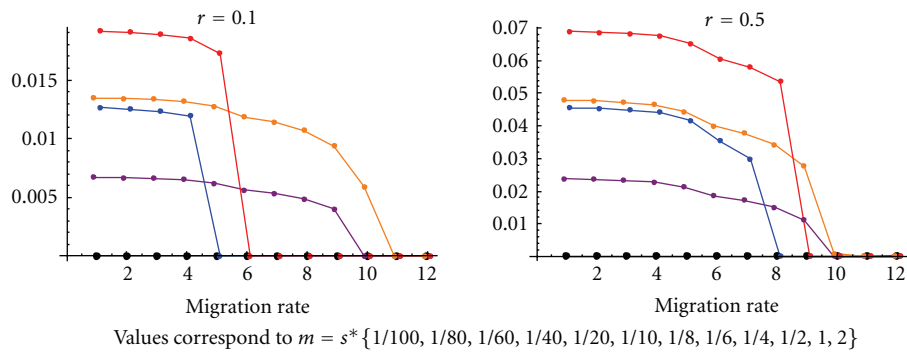 r = 0.1
0.015
0.01
0.005
2 4 6 8 10 12
Migration rate
r = 0.5
0.07
0.06
0.05
0.04
0.03
0.02
0.01
2 4 6 8 10 12
Migration rate
Values correspond to m = s*{1/100, 1/80, 1/60, 1/40, 1/20, 1/10, 1/8, 1/6, 1/4, 1/2, 1, 2}